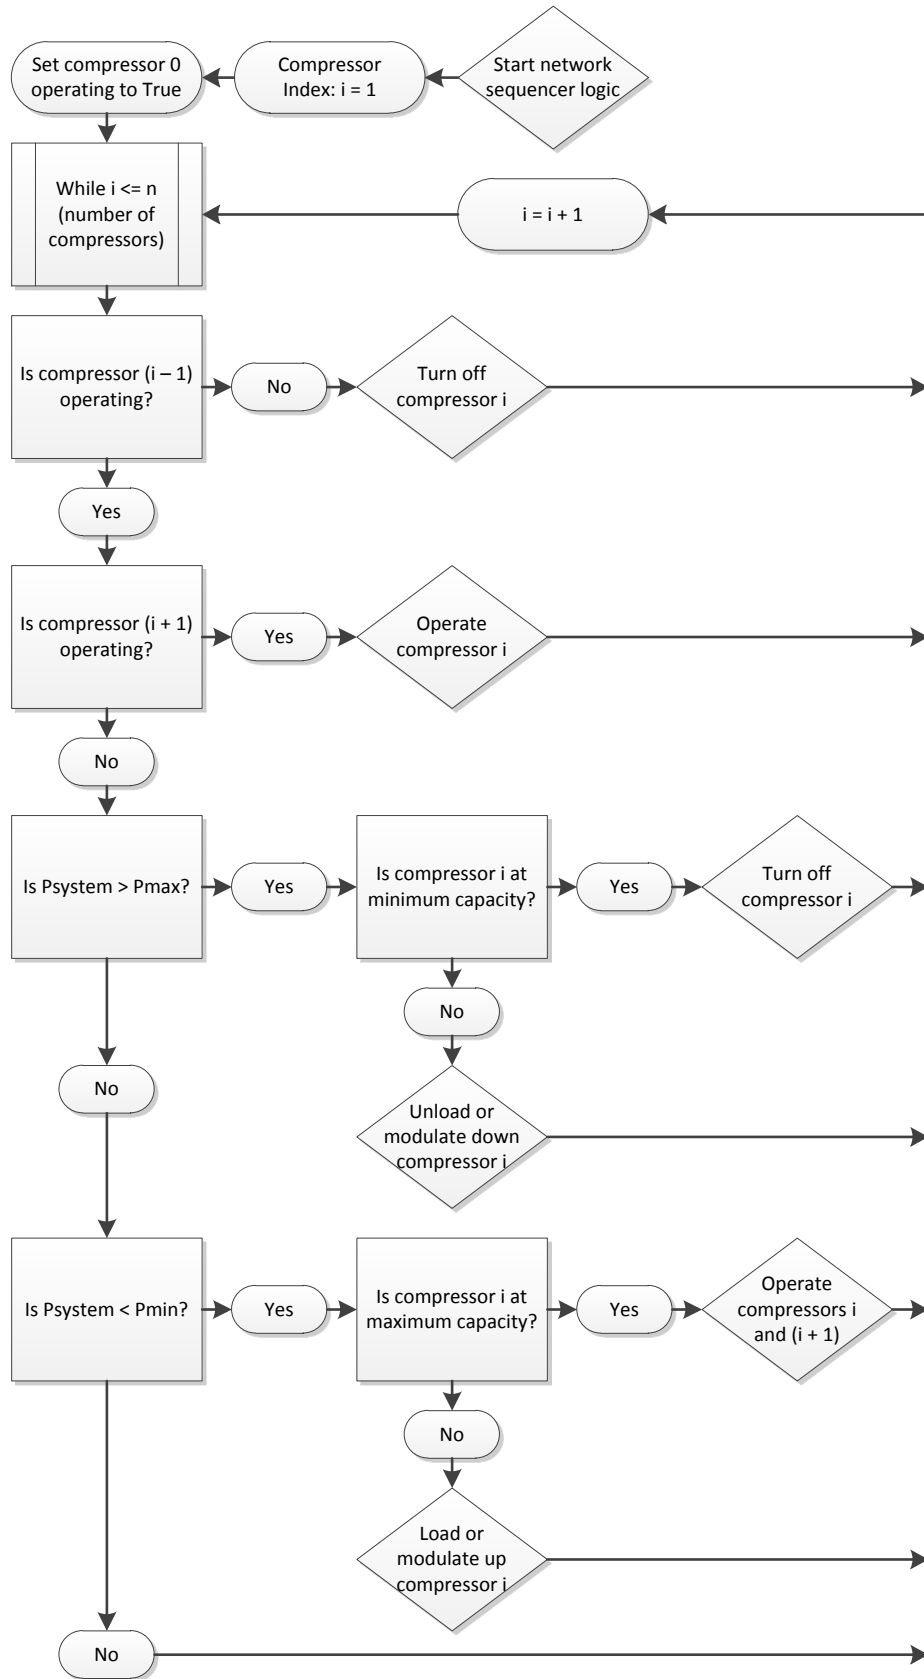 Set compressor 0
operating to True
Compressor
Index: i = 1
Start network
sequencer logic
While i <= n
(number of
compressors)
i = i + 1
Is compressor (i – 1)
operating?
No
Turn off
compressor i
Yes
Is compressor (i + 1)
operating?
Yes
Operate
compressor i
No
Is Psystem > Pmax?
Yes
Is compressor i at
minimum capacity?
Yes
Turn off
compressor i
No
No
Unload or
modulate down
compressor i
Is Psystem < Pmin?
Yes
Is compressor i at
maximum capacity?
Yes
Operate
compressors i
and (i + 1)
No
Load or
modulate up
compressor i
No